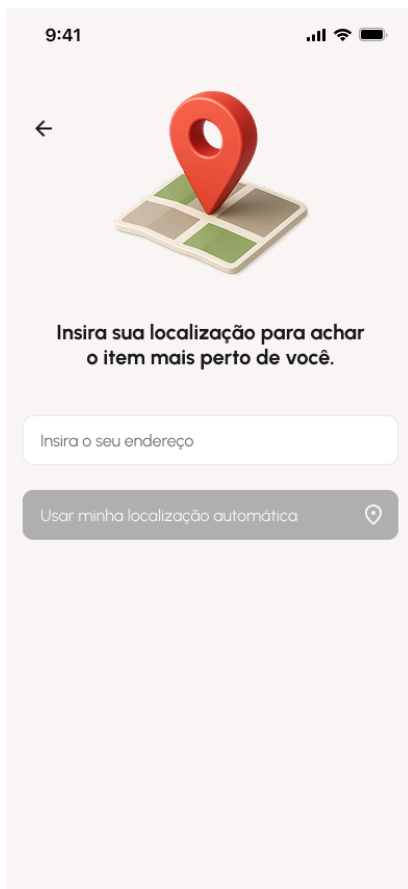 9:41
Insira sua localização para achar
o item mais perto de você.
Insira o seu endereço
Usar minha localização automática